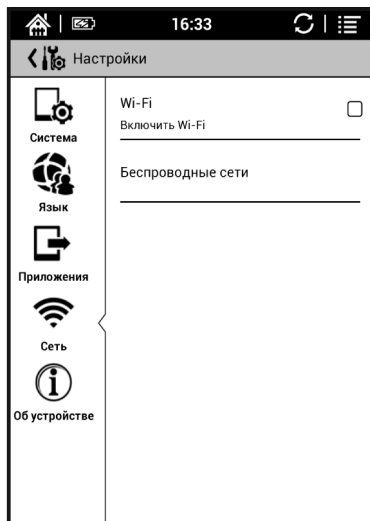 16:33
Настройки
Система
Язык
Приложения
Сеть
Об устройстве
Wi-Fi
Включить Wi-Fi
Беспроводные сети